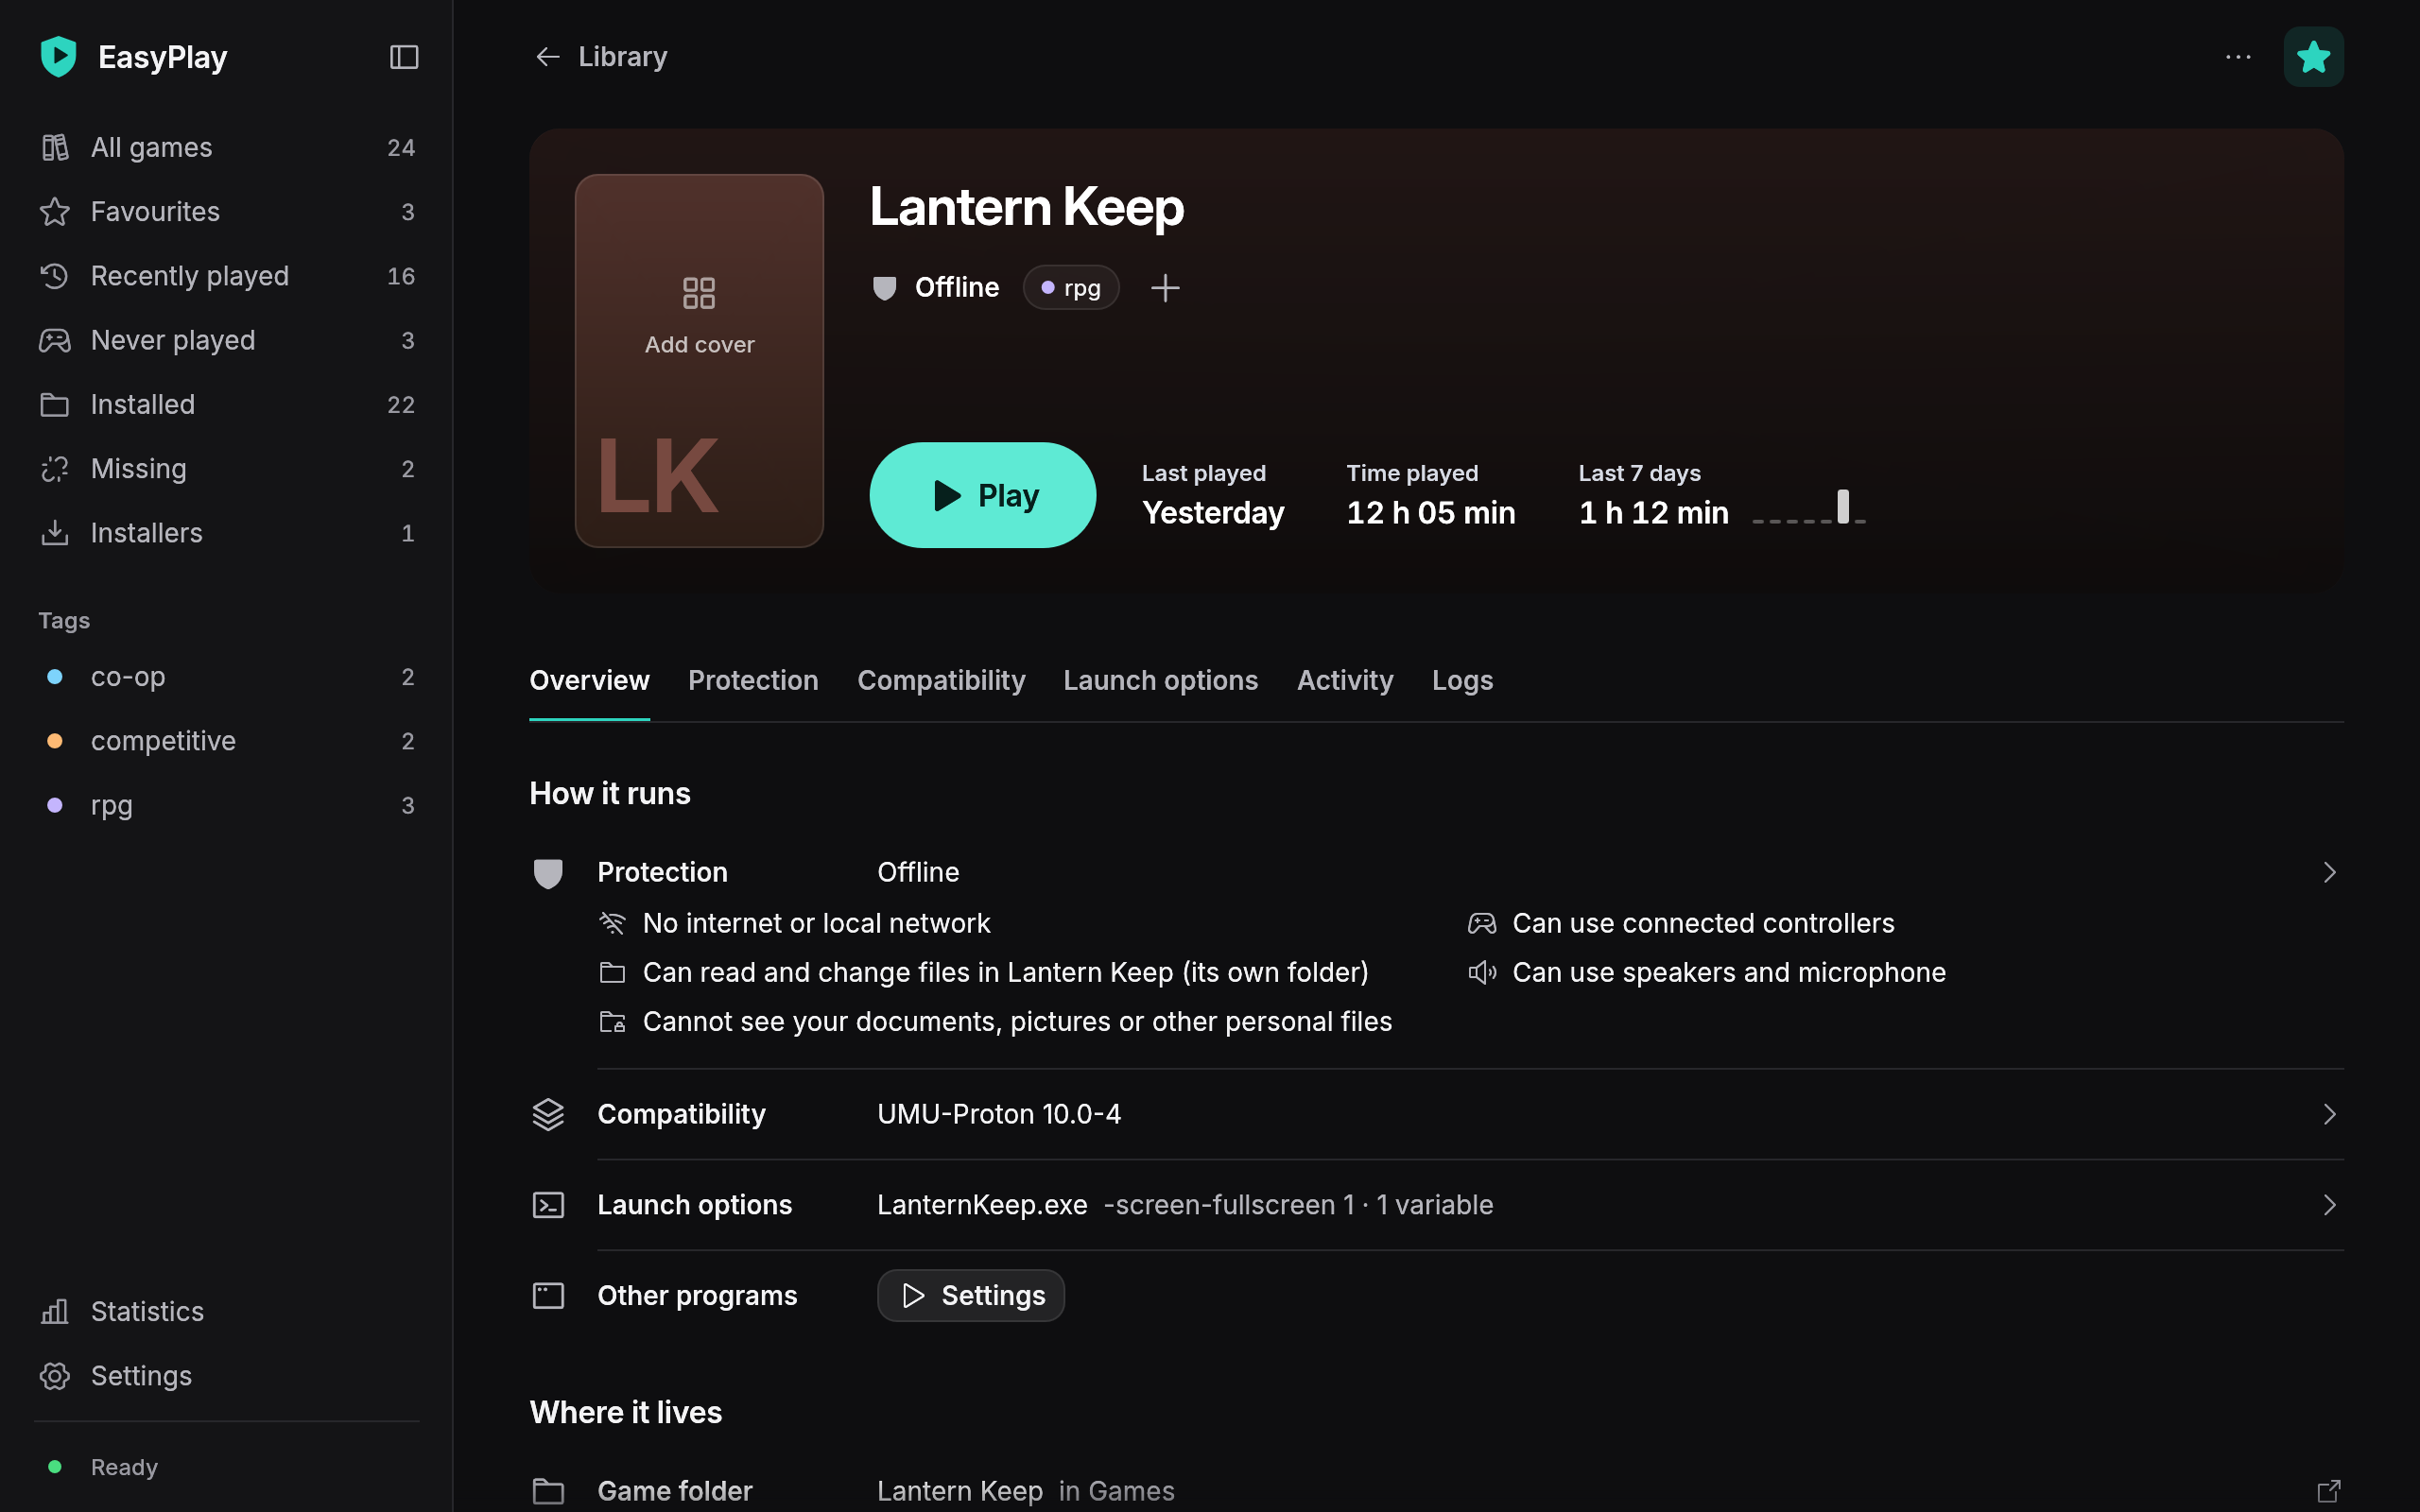 EasyPlay
All games 24
Favourites 3
Recently played 16
Never played 3
Installed 22
Missing 2
Installers 1
Tags
co-op 2
competitive 2
rpg 3
Statistics
Settings
Ready
Library
Lantern Keep
Offline rpg
Add cover
LK
Play
Last played
Yesterday
Time played
12 h 05 min
Last 7 days
1 h 12 min
Overview Protection Compatibility Launch options Activity Logs
How it runs
Protection Offline
No internet or local network
Can read and change files in Lantern Keep (its own folder)
Cannot see your documents, pictures or other personal files
Can use connected controllers
Can use speakers and microphone
Compatibility UMU-Proton 10.0-4
Launch options LanternKeep.exe -screen-fullscreen 1 · 1 variable
Other programs Settings
Where it lives
Game folder Lantern Keep in Games